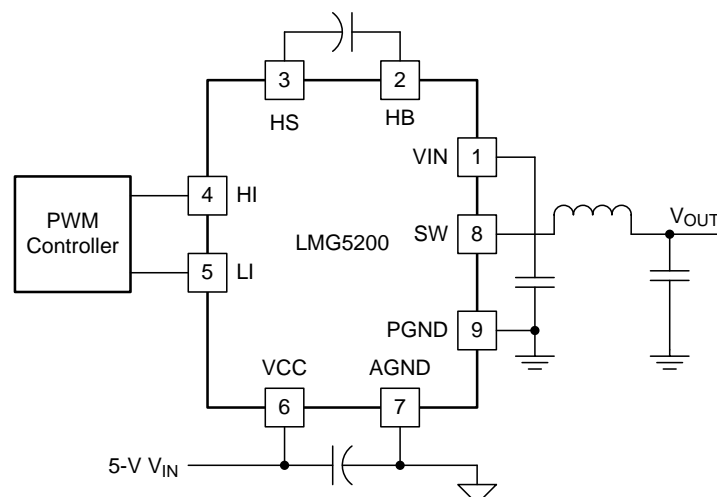 3
2
HS
HB
VIN
1
4
HI
PWM
Controller
LMG5200
SW
8
VOUT
5
LI
PGND
9
VCC
AGND
6
7
5-V VIN